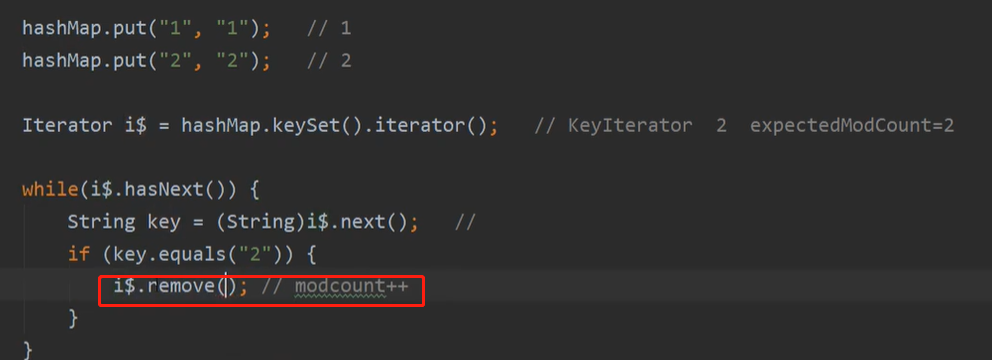 hashMap.put("1", "1");   // 1
hashMap.put("2", "2");   // 2
Iterator i$ = hashMap.keySet().iterator();   // KeyIterator  2  expectedModCount=2
while(i$.hasNext()) {
    String key = (String)i$.next();   //
    if (key.equals("2")) {
        i$.remove(); // modcount++
    }
}